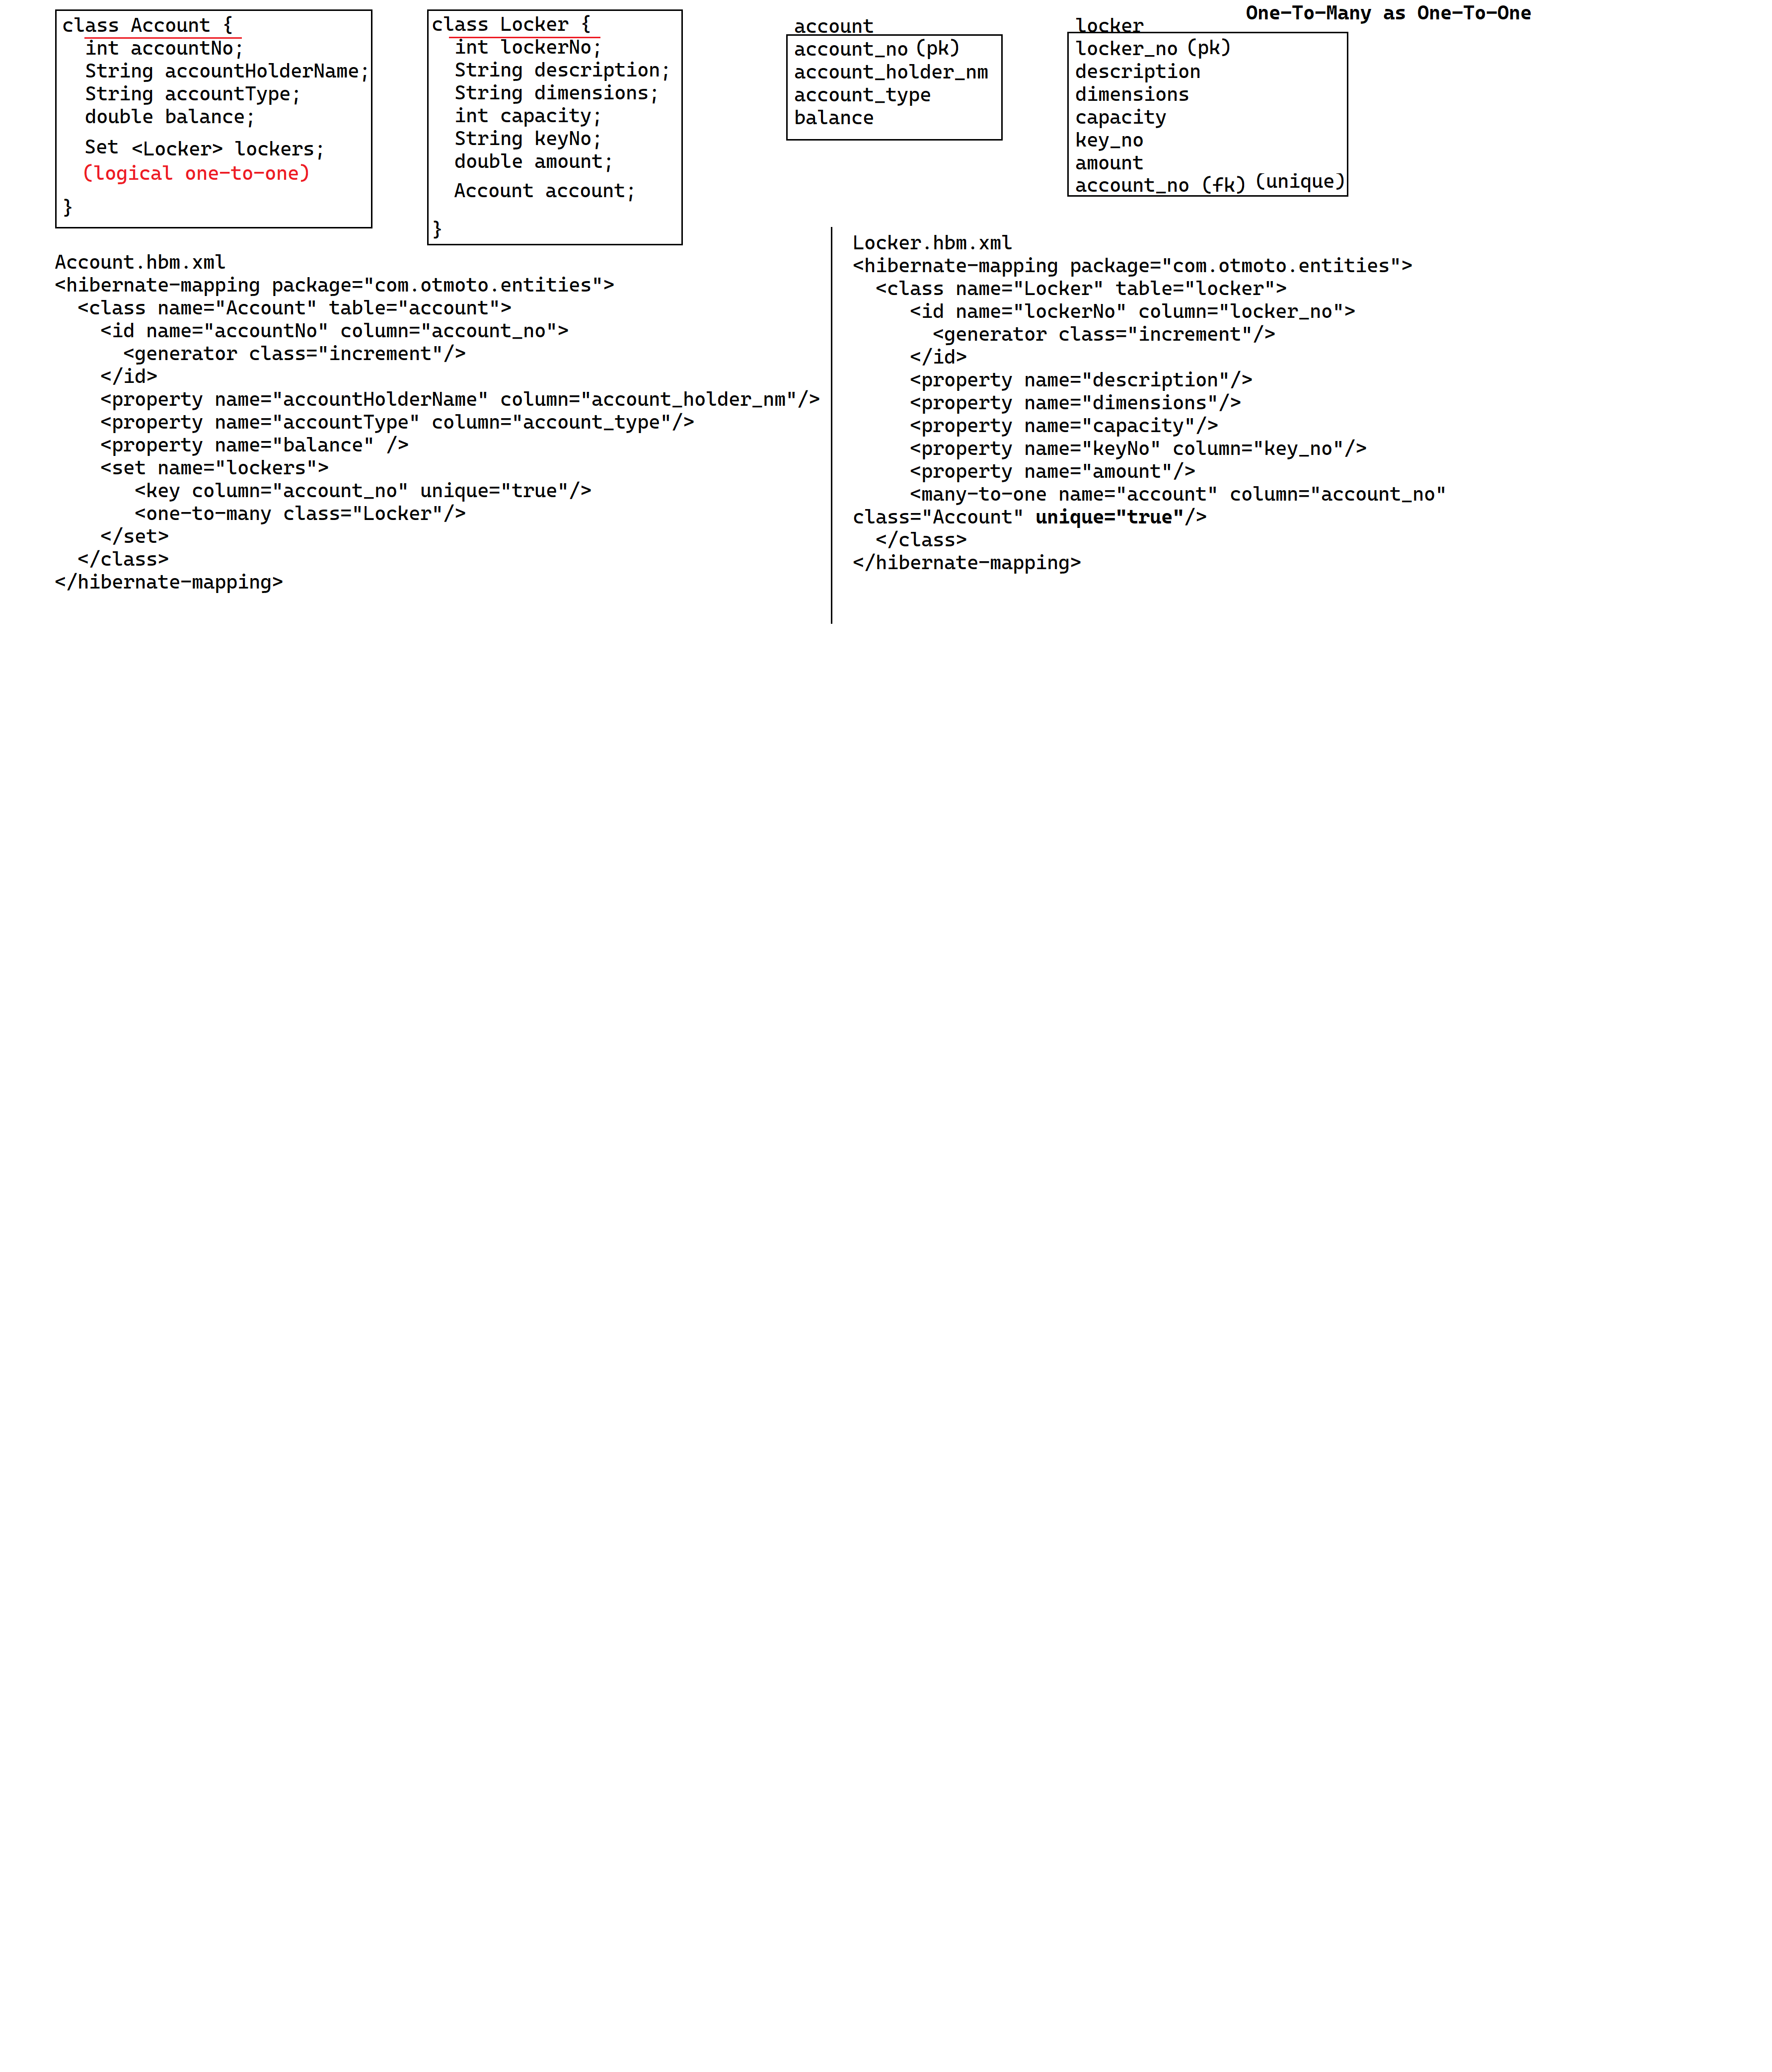 One-To-Many as One-To-One
class Account {
int accountNo;
String accountHolderName;
String accountType;
double balance;
Set <Locker> lockers;
(logical one-to-one)
}
class Locker {
int lockerNo;
String description;
String dimensions;
int capacity;
String keyNo;
double amount;
Account account;
}
account
account_no (pk)
account_holder_nm
account_type
balance
locker
locker_no (pk)
description
dimensions
capacity
key_no
amount
account_no (fk) (unique)
Account.hbm.xml
<hibernate-mapping package="com.otmoto.entities">
<class name="Account" table="account">
<id name="accountNo" column="account_no">
<generator class="increment"/>
</id>
<property name="accountHolderName" column="account_holder_nm"/>
<property name="accountType" column="account_type"/>
<property name="balance" />
<set name="lockers">
<key column="account_no" unique="true"/>
<one-to-many class="Locker"/>
</set>
</class>
</hibernate-mapping>
Locker.hbm.xml
<hibernate-mapping package="com.otmoto.entities">
<class name="Locker" table="locker">
<id name="lockerNo" column="locker_no">
<generator class="increment"/>
</id>
<property name="description"/>
<property name="dimensions"/>
<property name="capacity"/>
<property name="keyNo" column="key_no"/>
<property name="amount"/>
<many-to-one name="account" column="account_no"
class="Account" unique="true"/>
</class>
</hibernate-mapping>